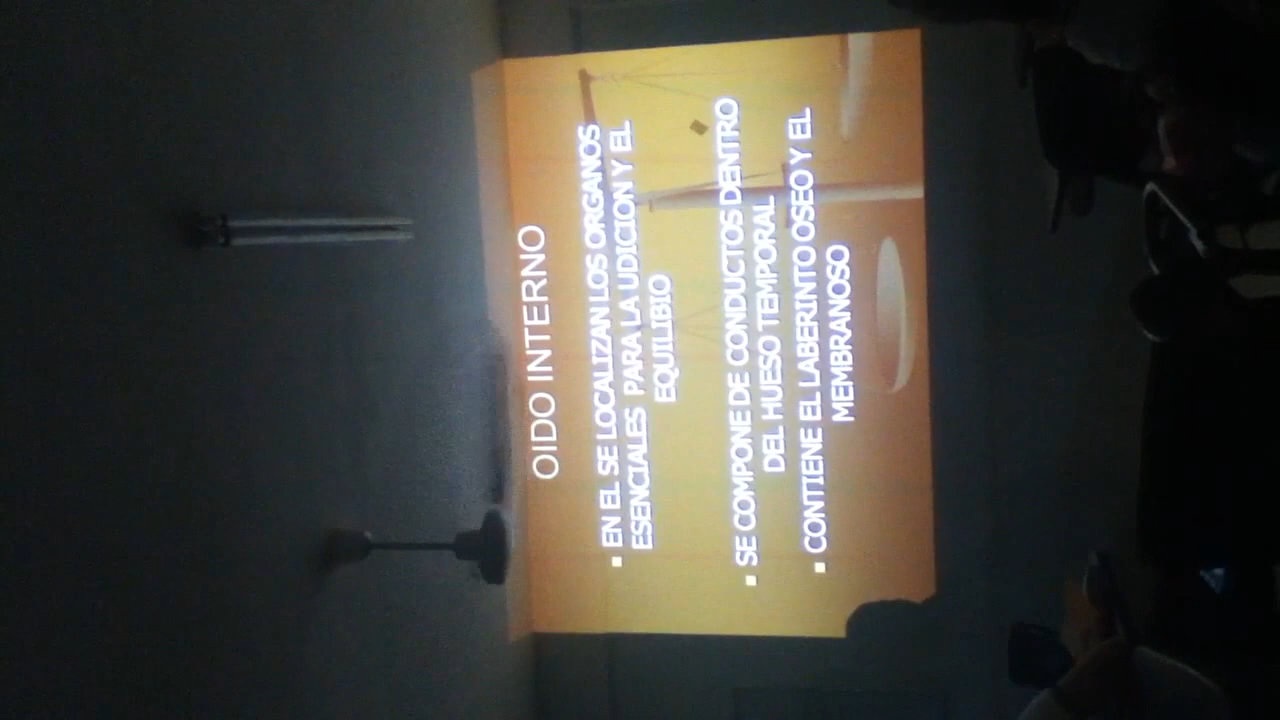 OIDO INTERNO
▪ EN EL SE LOCALIZAN LOS ORGANOS
ESENCIALES PARA LA UDICION Y EL
EQUILIBIO
▪ SE COMPONE DE CONDUCTOS DENTRO
DEL HUESO TEMPORAL
▪ CONTIENE EL LABERINTO OSEO Y EL
MEMBRANOSO